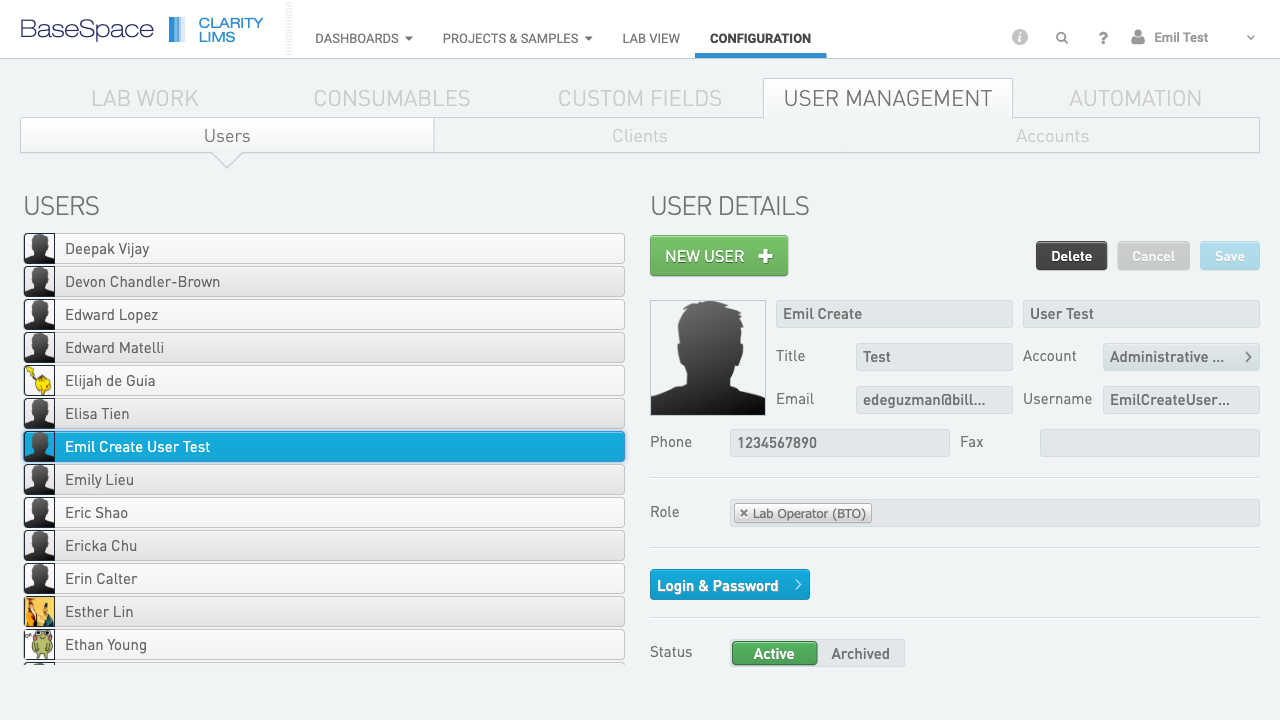 BaseSpace CLARITY LIMS
DASHBOARDS PROJECTS & SAMPLES LAB VIEW CONFIGURATION ? Emil Test
LAB WORK CONSUMABLES CUSTOM FIELDS USER MANAGEMENT AUTOMATION
Users Clients Accounts
USERS
Deepak Vijay
Devon Chandler-Brown
Edward Lopez
Edward Matelli
Elijah de Guia
Elisa Tien
Emil Create User Test
Emily Lieu
Eric Shao
Ericka Chu
Erin Calter
Esther Lin
Ethan Young
USER DETAILS
NEW USER + Delete Cancel Save
Emil Create User Test
Title Test Account Administrative ...
Email edeguzman@bill... Username EmilCreateUser...
Phone 1234567890 Fax
Role × Lab Operator (BTO)
Login & Password
Status Active Archived